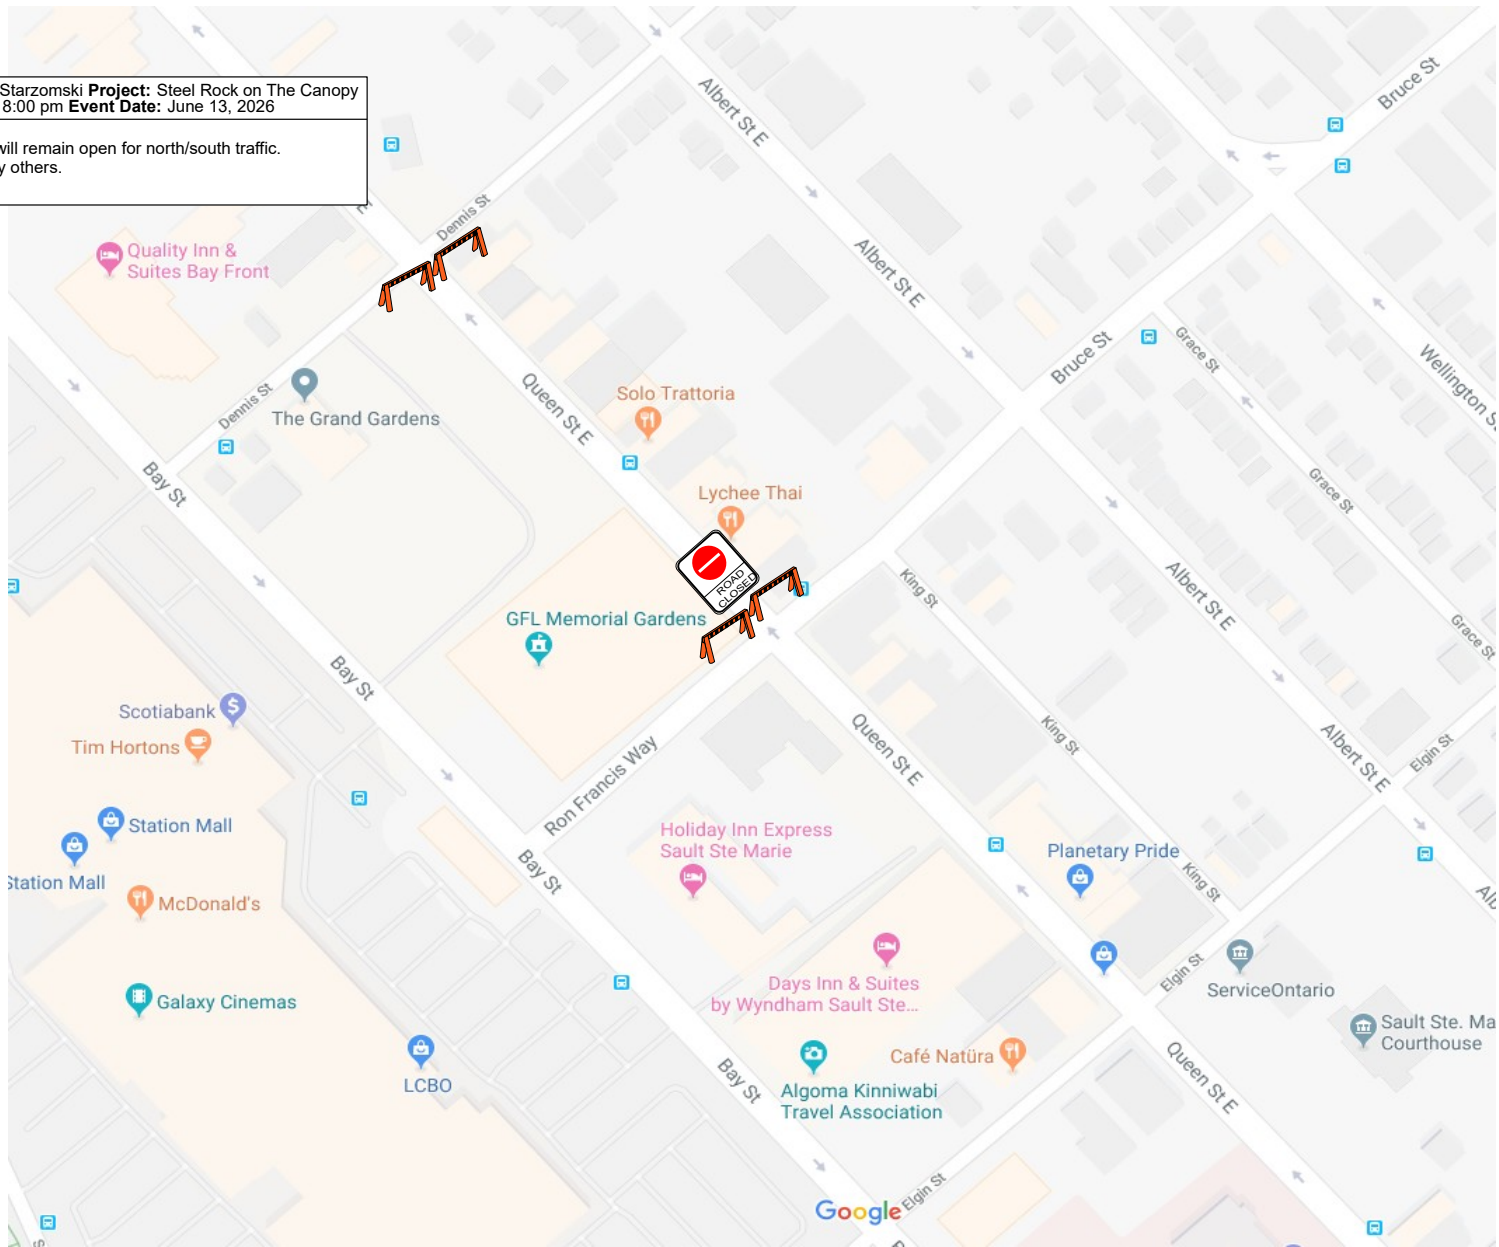 Starzomski Project: Steel Rock on The Canopy
8:00 pm Event Date: June 13, 2026
will remain open for north/south traffic.
others.
Bruce St
Albert St E
Dennis St
Quality Inn &
Suites Bay Front
Albert St E
Bruce St
Grace St
Wellington
Queen St E
Solo Trattoria
Dennis St
The Grand Gardens
Bay St
Lychee Thai
Grace St
ROAD
CLOSED
King St
Albert St E
GFL Memorial Gardens
Grace St
Bay St
Scotiabank
Tim Hortons
Queen St E
King St
Albert St E
Elgin St
Ron Francis Way
Station Mall
Holiday Inn Express
Sault Ste Marie
Planetary Pride
Station Mall
Bay St
McDonald's
King St
Days Inn & Suites
by Wyndham Sault Ste...
Elgin St
ServiceOntario
Galaxy Cinemas
Sault Ste. Ma
Courthouse
Café Natüra
LCBO
Bay St
Algoma Kinniwabi
Travel Association
Queen St E
Elgin St
Google